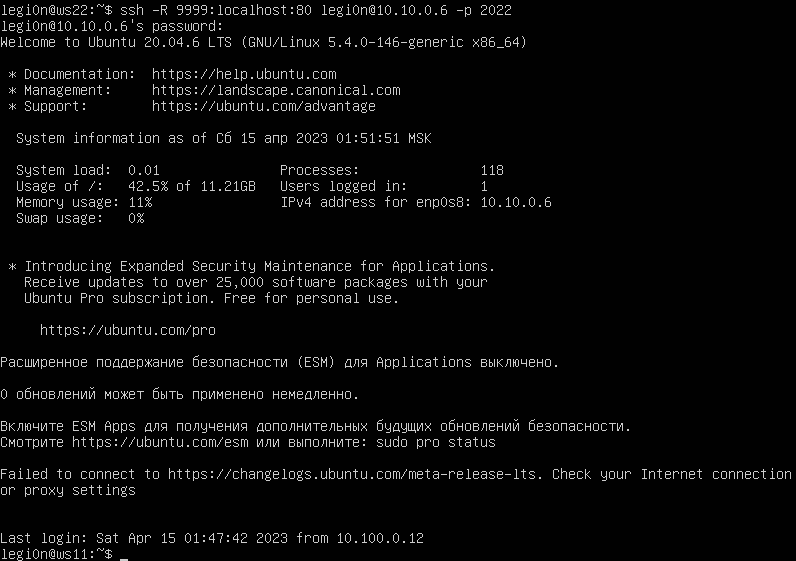 legi0n@ws22:~$ ssh -R 9999:localhost:80 legi0n@10.10.0.6 -p 2022
legi0n@10.10.0.6's password:
Welcome to Ubuntu 20.04.6 LTS (GNU/Linux 5.4.0-146-generic x86_64)
* Documentation:  https://help.ubuntu.com
* Management:     https://landscape.canonical.com
* Support:        https://ubuntu.com/advantage
System information as of Сб 15 апр 2023 01:51:51 MSK
System load:  0.01               Processes:               118
Usage of /:   42.5% of 11.21GB   Users logged in:         1
Memory usage: 11%                IPv4 address for enp0s8: 10.10.0.6
Swap usage:   0%
* Introducing Expanded Security Maintenance for Applications.
Receive updates to over 25,000 software packages with your
Ubuntu Pro subscription. Free for personal use.
https://ubuntu.com/pro
Расширенное поддержание безопасности (ESM) для Applications выключено.
0 обновлений может быть применено немедленно.
Включите ESM Apps для получения дополнительных будущих обновлений безопасности.
Смотрите https://ubuntu.com/esm или выполните: sudo pro status
Failed to connect to https://changelogs.ubuntu.com/meta-release-lts. Check your Internet connection
or proxy settings
Last login: Sat Apr 15 01:47:42 2023 from 10.100.0.12
legi0n@ws11:~$ _